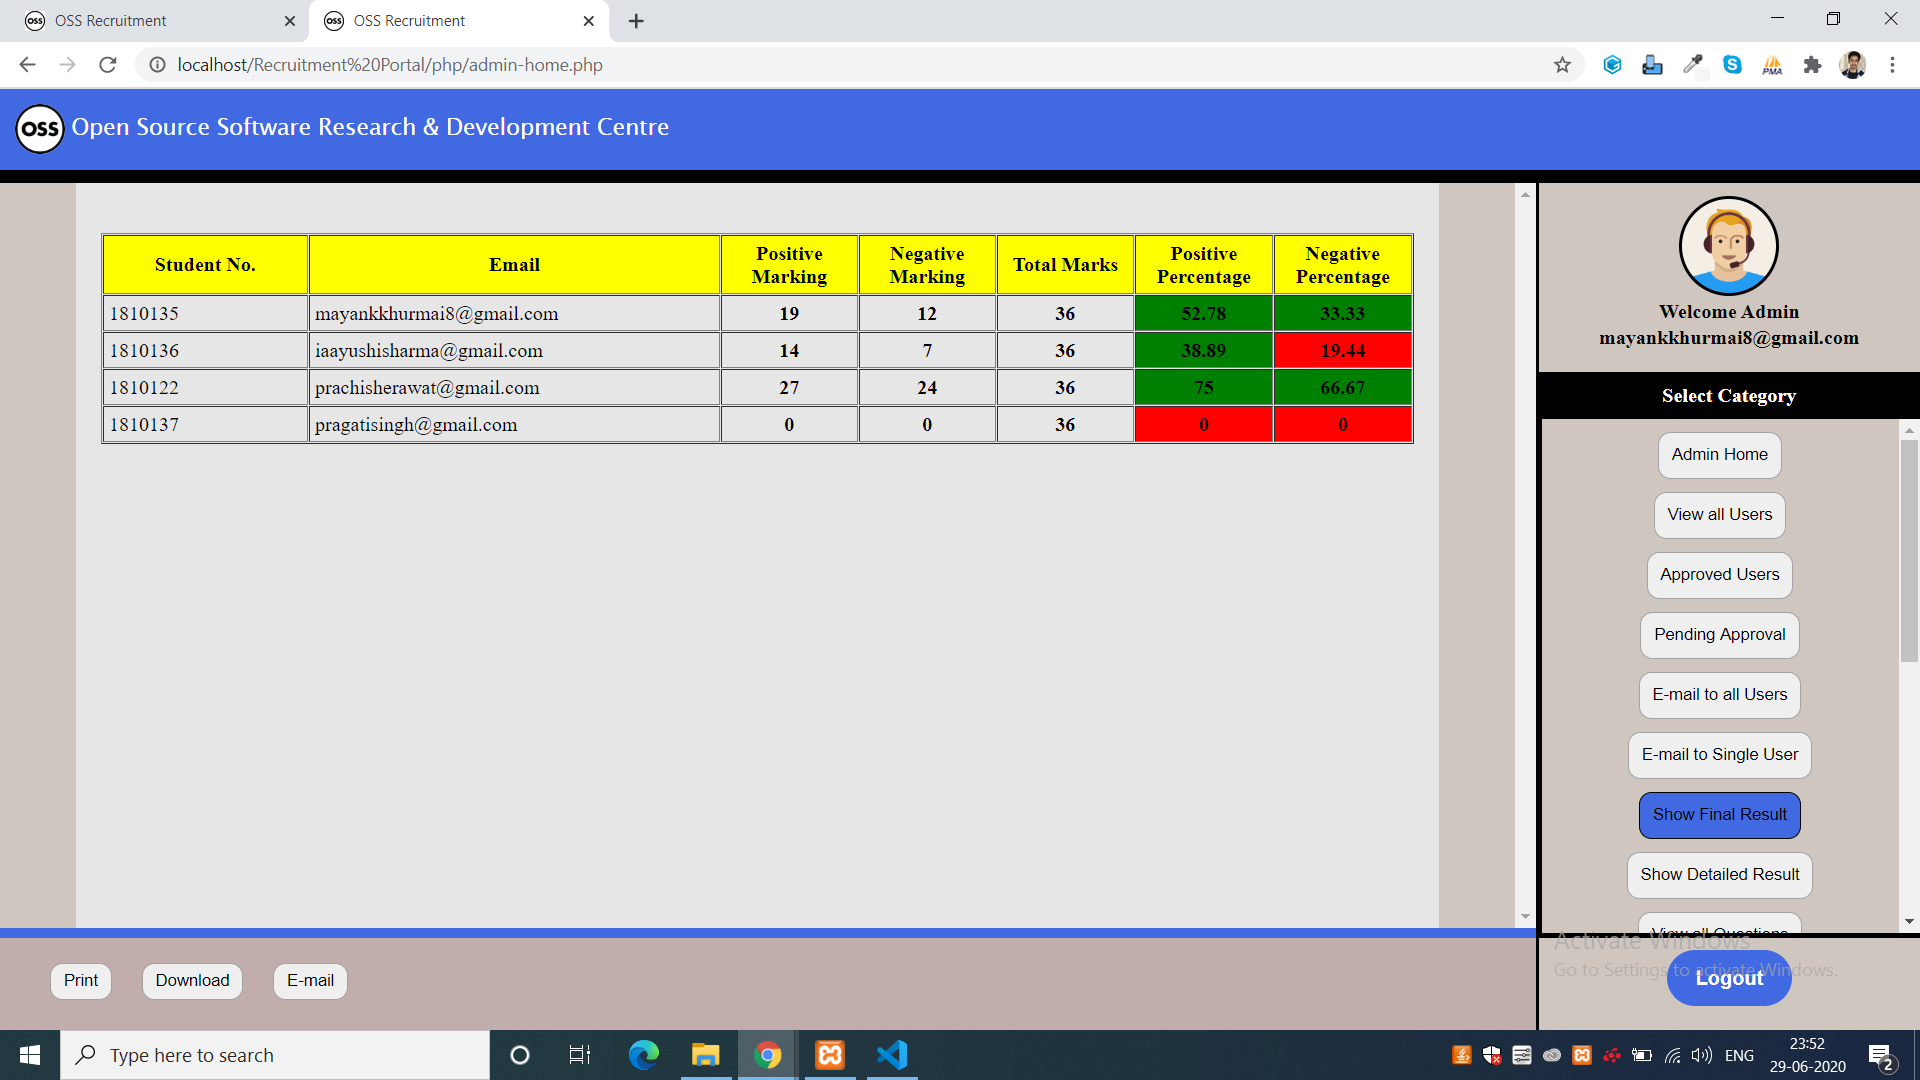 OSS Recruitment
OSS Recruitment
localhost/Recruitment%20Portal/php/admin-home.php
PMA
OSS Open Source Software Research & Development Centre
Student No. Email Positive Marking Negative Marking Total Marks Positive Percentage Negative Percentage
1810135 mayankkhurmai8@gmail.com 19 12 36 52.78 33.33
1810136 iaayushisharma@gmail.com 14 7 36 38.89 19.44
1810122 prachisherawat@gmail.com 27 24 36 75 66.67
1810137 pragatisingh@gmail.com 0 0 36 0 0
Welcome Admin
mayankkhurmai8@gmail.com
Select Category
Admin Home
View all Users
Approved Users
Pending Approval
E-mail to all Users
E-mail to Single User
Show Final Result
Show Detailed Result
View all Questions
Activate Windows
Go to Settings to activate Windows.
Logout
Print Download E-mail
Type here to search
ENG
23:52
29-06-2020
2